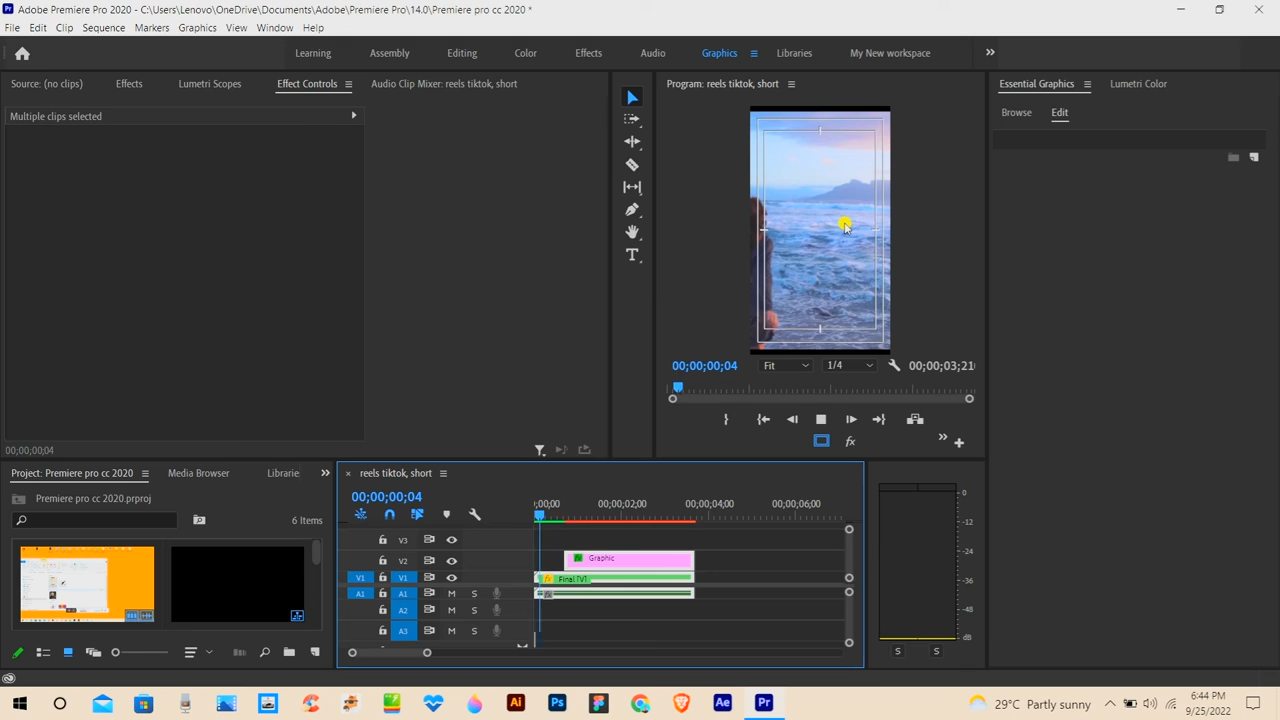 Adobe Premiere Pro 2020 - C:\Users\Lenovo\OneDrive\Documents\Adobe\Premiere Pro\14.0\Premiere pro cc 2020 *
File Edit Clip Sequence Markers Graphics View Window Help
Learning Assembly Editing Color Effects Audio Graphics Libraries My New workspace
Source: (no clips) Effects Lumetri Scopes Effect Controls Audio Clip Mixer: reels tiktok, short
Program: reels tiktok, short
Essential Graphics Lumetri Color
Multiple clips selected
Browse Edit
00;00;00;04 Fit 1/4 00;00;03;21
00;00;00;04
Project: Premiere pro cc 2020 Media Browser Librarie
reels tiktok, short
Premiere pro cc 2020.prproj
00;00;00;04
;00;00 00;00;02;00 00;00;04;00 00;00;06;00
6 Items
V3
V2 Graphic
V1 V1 Final [V]
A1 A1 M S
A2 M S
A3 M S
0
-12
-24
-36
-48
dB
S S
29°C Partly sunny
6:44 PM
9/25/2022